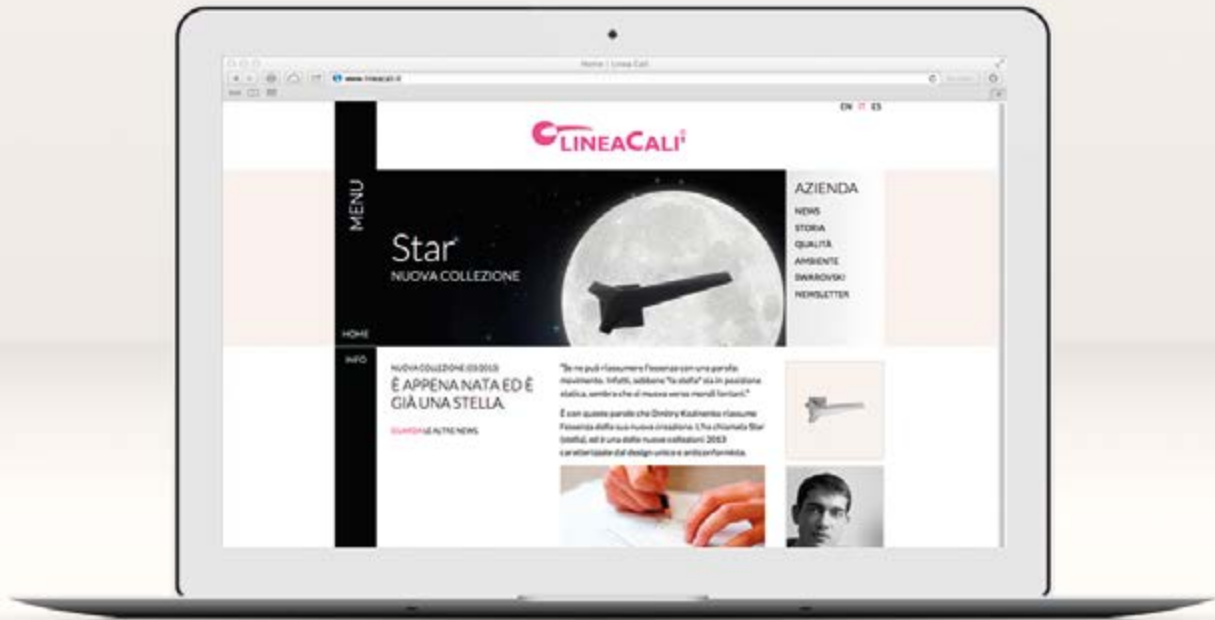 Home | Linea Calì
www.lineacali.it
EN IT ES
LINEACALI
MENU
Star
NUOVA COLLEZIONE
HOME
AZIENDA
NEWS
STORIA
QUALITÀ
AMBIENTE
SWAROVSKI
NEWSLETTER
INFO
NUOVA COLLEZIONE (03/2013)
È APPENA NATA ED È
GIÀ UNA STELLA.
GUARDA LE ALTRE NEWS
"Se ne può riassumere l'essenza con una parola:
movimento. Infatti, sebbene "la stella" sia in posizione
statica, sembra che si muova verso mondi lontani."
È con queste parole che Dmitry Kozinenko riassume
l'essenza della sua nuova creazione. L'ha chiamata Star
(stella), ed è una delle nuove collezioni 2013
caratterizzate dal design unico e anticonformista.